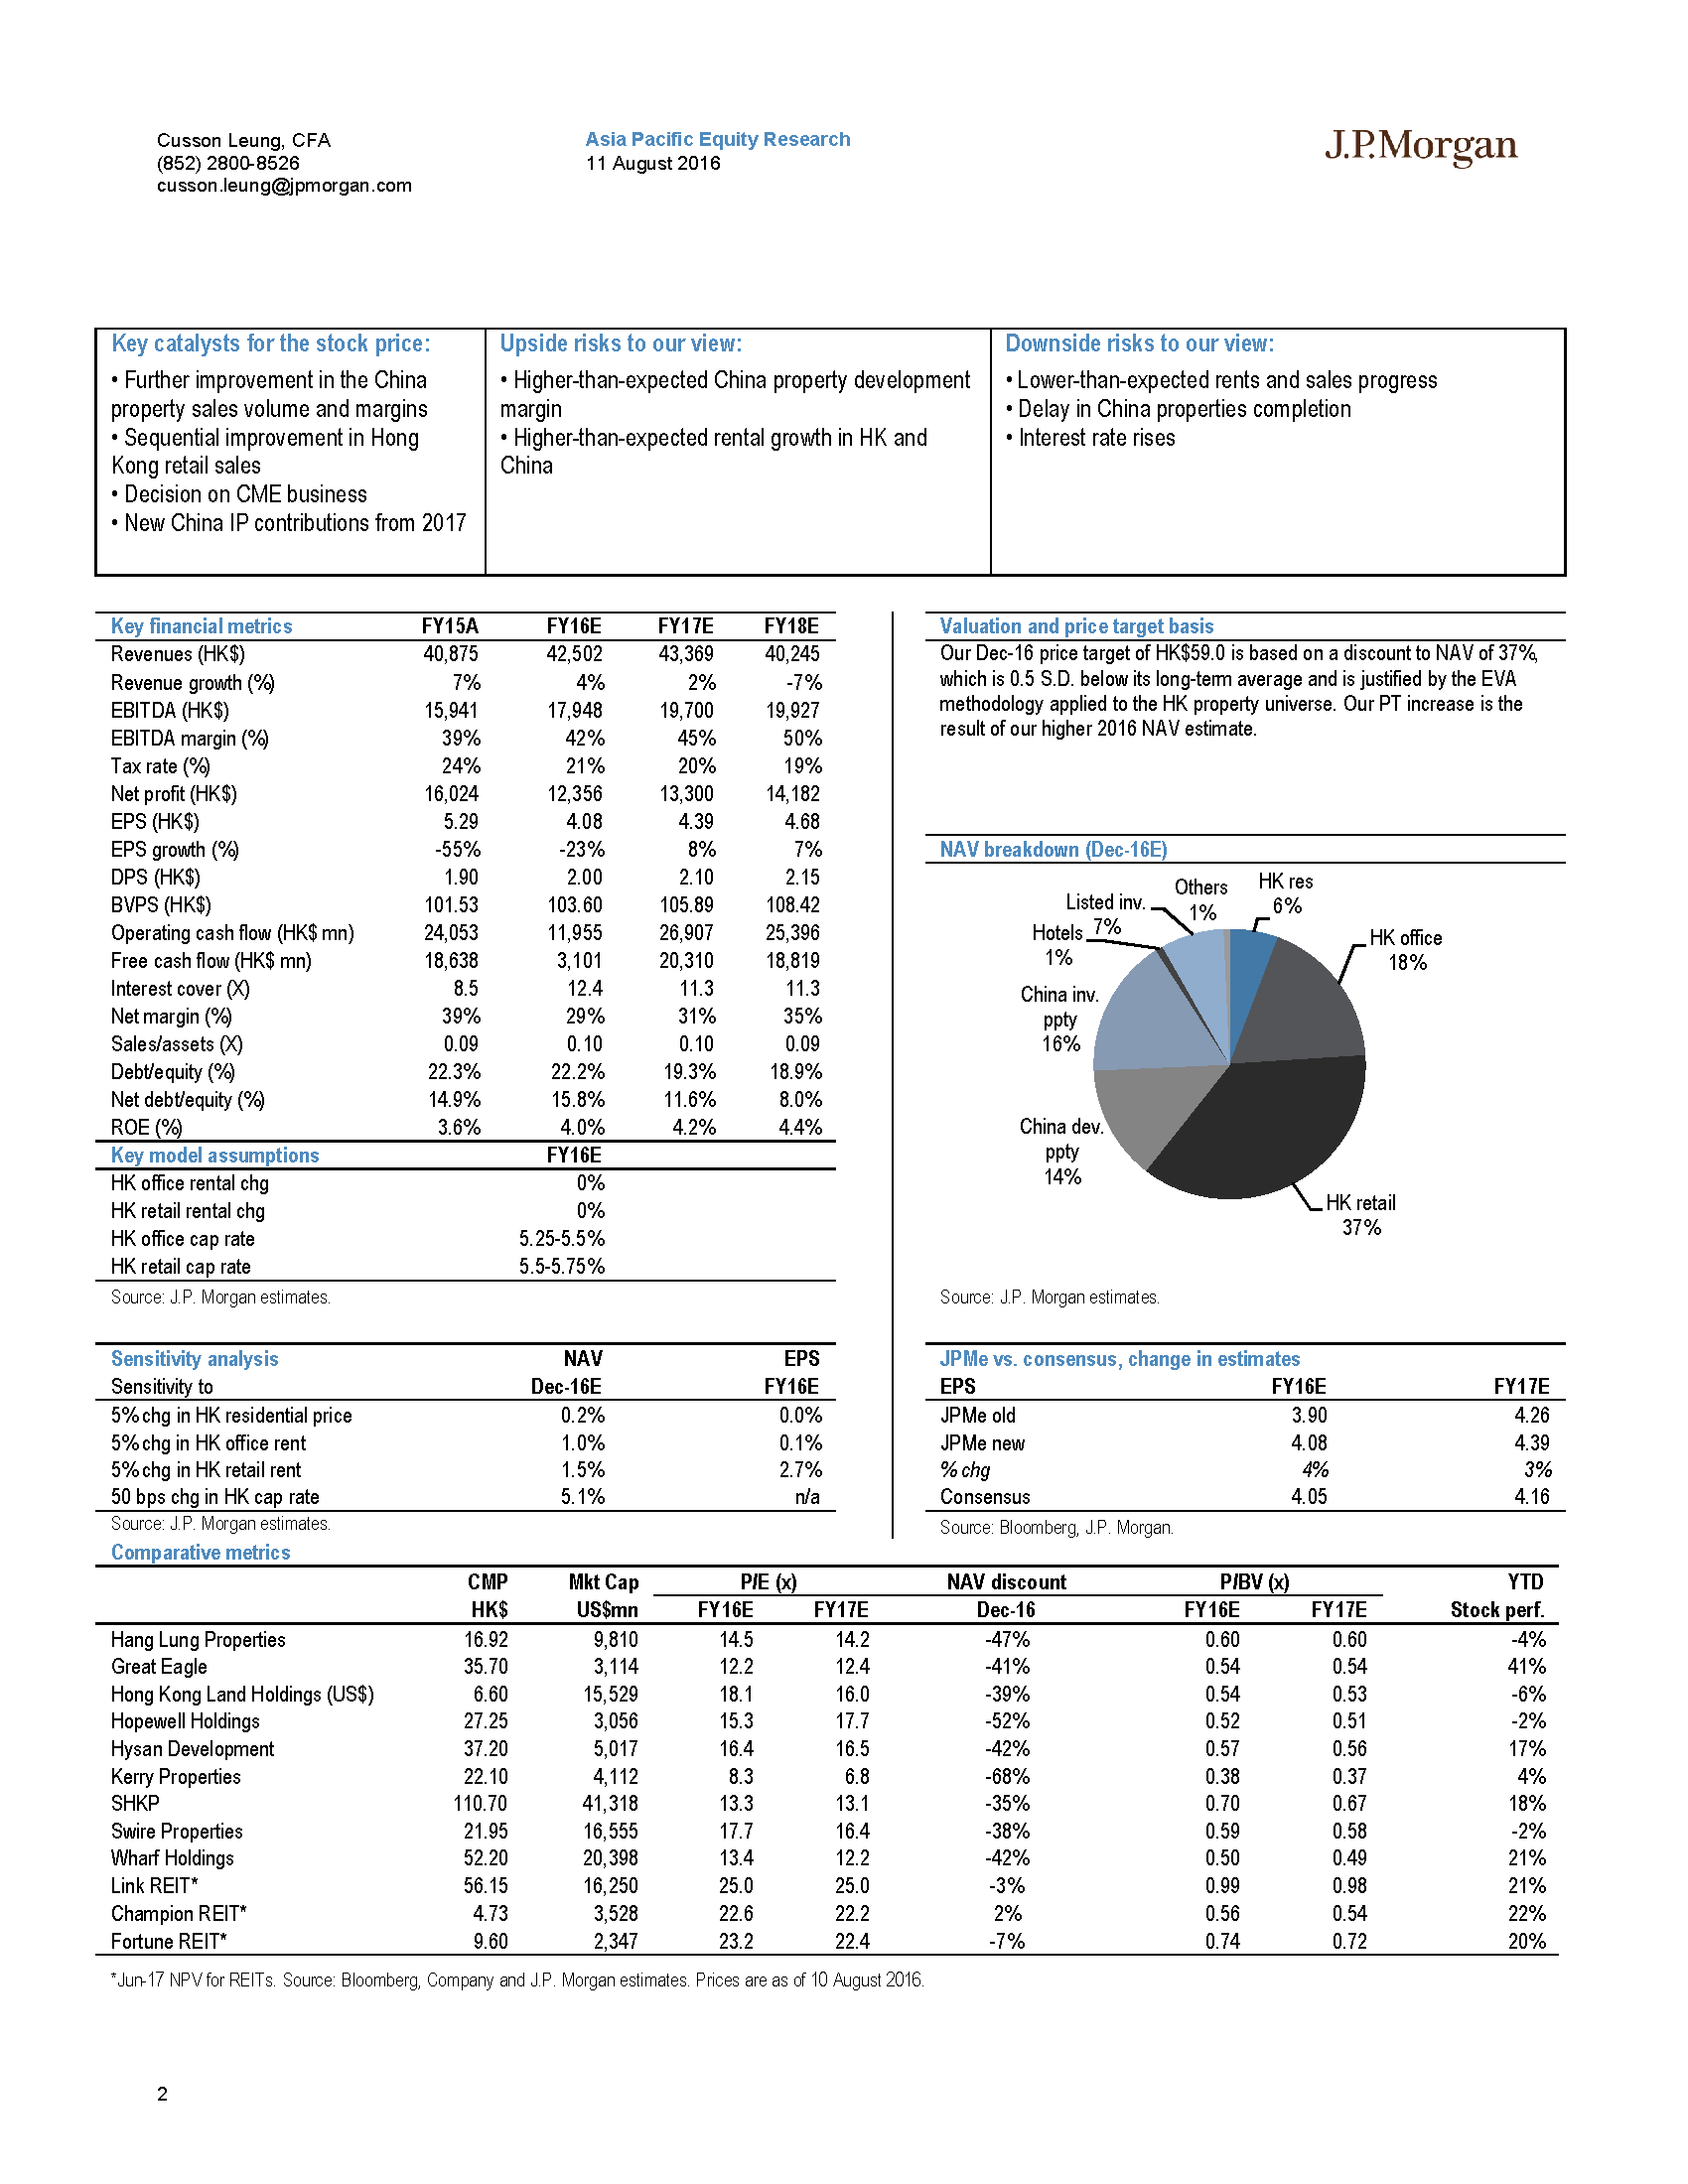 Cusson Leung, CFA
(852) 2800-8526
cusson.leung@jpmorgan.com
Asia Pacific Equity Research
11 August 2016
J.P.Morgan
Key catalysts for the stock price:
• Further improvement in the China
property sales volume and margins
• Sequential improvement in Hong
Kong retail sales
• Decision on CME business
• New China IP contributions from 2017
Upside risks to our view:
• Higher-than-expected China property development
margin
• Higher-than-expected rental growth in HK and
China
Downside risks to our view:
• Lower-than-expected rents and sales progress
• Delay in China properties completion
• Interest rate rises
Key financial metrics FY15A FY16E FY17E FY18E
Revenues (HK$) 40,875 42,502 43,369 40,245
Revenue growth (%) 7% 4% 2% -7%
EBITDA (HK$) 15,941 17,948 19,700 19,927
EBITDA margin (%) 39% 42% 45% 50%
Tax rate (%) 24% 21% 20% 19%
Net profit (HK$) 16,024 12,356 13,300 14,182
EPS (HK$) 5.29 4.08 4.39 4.68
EPS growth (%) -55% -23% 8% 7%
DPS (HK$) 1.90 2.00 2.10 2.15
BVPS (HK$) 101.53 103.60 105.89 108.42
Operating cash flow (HK$ mn) 24,053 11,955 26,907 25,396
Free cash flow (HK$ mn) 18,638 3,101 20,310 18,819
Interest cover (X) 8.5 12.4 11.3 11.3
Net margin (%) 39% 29% 31% 35%
Sales/assets (X) 0.09 0.10 0.10 0.09
Debt/equity (%) 22.3% 22.2% 19.3% 18.9%
Net debt/equity (%) 14.9% 15.8% 11.6% 8.0%
ROE (%) 3.6% 4.0% 4.2% 4.4%
Key model assumptions FY16E
HK office rental chg 0%
HK retail rental chg 0%
HK office cap rate 5.25-5.5%
HK retail cap rate 5.5-5.75%
Source: J.P. Morgan estimates.
Valuation and price target basis
Our Dec-16 price target of HK$59.0 is based on a discount to NAV of 37%,
which is 0.5 S.D. below its long-term average and is justified by the EVA
methodology applied to the HK property universe. Our PT increase is the
result of our higher 2016 NAV estimate.
NAV breakdown (Dec-16E)
HK res
6%
Others
1%
Listed inv.
7%
Hotels
1%
HK office
18%
China inv.
ppty
16%
China dev.
ppty
14%
HK retail
37%
Source: J.P. Morgan estimates.
Sensitivity analysis NAV EPS
Sensitivity to Dec-16E FY16E
5% chg in HK residential price 0.2% 0.0%
5% chg in HK office rent 1.0% 0.1%
5% chg in HK retail rent 1.5% 2.7%
50 bps chg in HK cap rate 5.1% n/a
Source: J.P. Morgan estimates.
JPMe vs. consensus, change in estimates
EPS FY16E FY17E
JPMe old 3.90 4.26
JPMe new 4.08 4.39
% chg 4% 3%
Consensus 4.05 4.16
Source: Bloomberg, J.P. Morgan.
Comparative metrics
CMP Mkt Cap P/E (x) NAV discount P/BV (x) YTD
HK$ US$mn FY16E FY17E Dec-16 FY16E FY17E Stock perf.
Hang Lung Properties 16.92 9,810 14.5 14.2 -47% 0.60 0.60 -4%
Great Eagle 35.70 3,114 12.2 12.4 -41% 0.54 0.54 41%
Hong Kong Land Holdings (US$) 6.60 15,529 18.1 16.0 -39% 0.54 0.53 -6%
Hopewell Holdings 27.25 3,056 15.3 17.7 -52% 0.52 0.51 -2%
Hysan Development 37.20 5,017 16.4 16.5 -42% 0.57 0.56 17%
Kerry Properties 22.10 4,112 8.3 6.8 -68% 0.38 0.37 4%
SHKP 110.70 41,318 13.3 13.1 -35% 0.70 0.67 18%
Swire Properties 21.95 16,555 17.7 16.4 -38% 0.59 0.58 -2%
Wharf Holdings 52.20 20,398 13.4 12.2 -42% 0.50 0.49 21%
Link REIT* 56.15 16,250 25.0 25.0 -3% 0.99 0.98 21%
Champion REIT* 4.73 3,528 22.6 22.2 2% 0.56 0.54 22%
Fortune REIT* 9.60 2,347 23.2 22.4 -7% 0.74 0.72 20%
*Jun-17 NPV for REITs. Source: Bloomberg, Company and J.P. Morgan estimates. Prices are as of 10 August 2016.
2